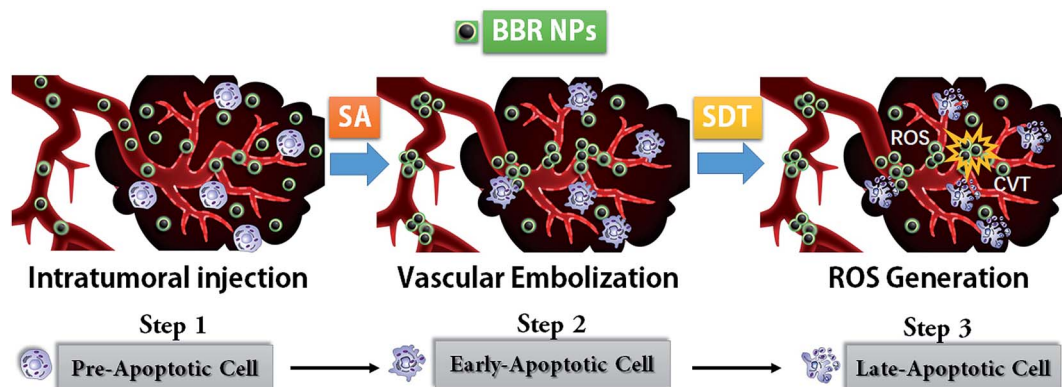 BBR NPs
SA
SDT
ROS
CVT
Intratumoral injection
Vascular Embolization
ROS Generation
Step 1
Step 2
Step 3
Pre-Apoptotic Cell
Early-Apoptotic Cell
Late-Apoptotic Cell